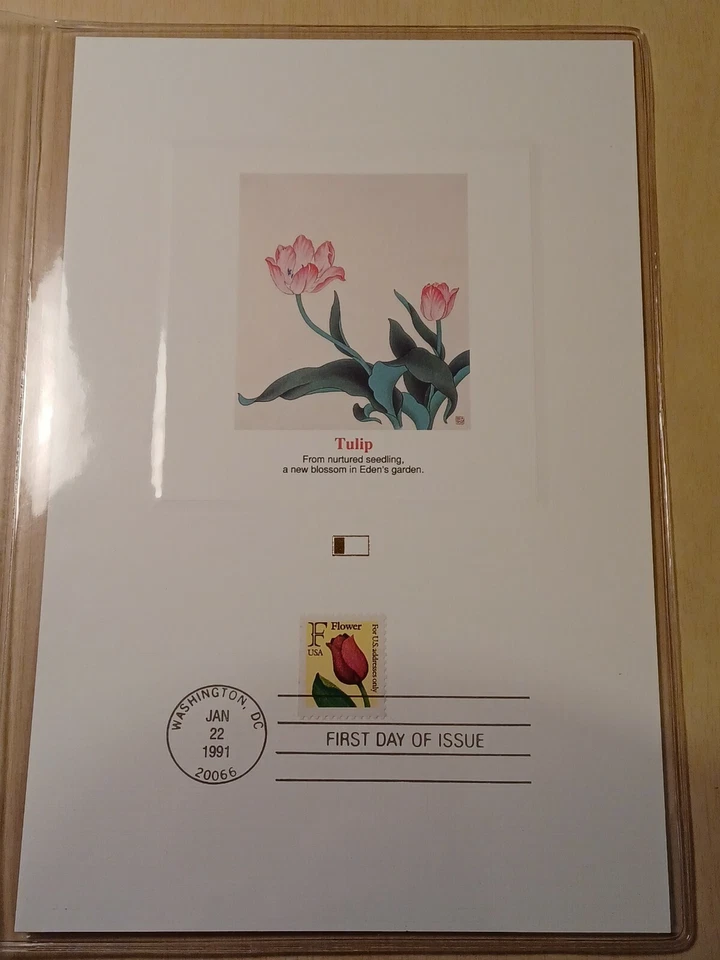 Tulip
From nurtured seedling,
a new blossom in Eden's garden.
F Flower
USA
For U.S. addresses only
WASHINGTON, DC
JAN
22
1991
20066
FIRST DAY OF ISSUE